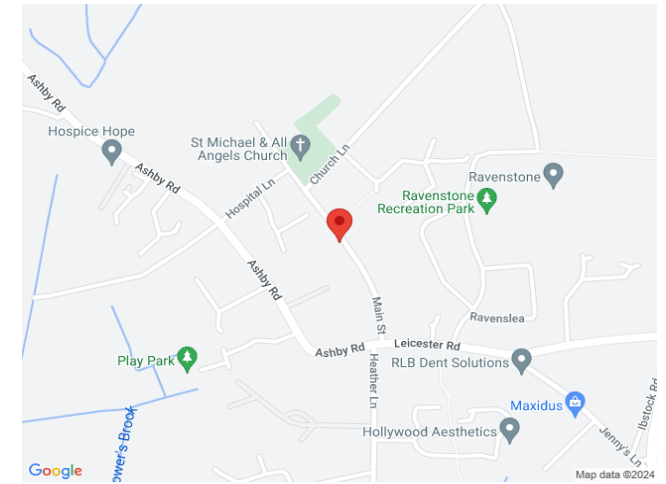 Ashby Rd
Hospice Hope
Ashby Rd
St Michael & All
Angels Church
Church Ln
Hospital Ln
Ravenstone
Ravenstone
Recreation Park
Ashby Rd
Main St
Ravenslea
Leicester Rd
Ashby Rd
Play Park
RLB Dent Solutions
Heather Ln
Maxidus
Ibstock Rd
Hollywood Aesthetics
Jenny's Ln
ower's Brook
Google
Map data ©2024